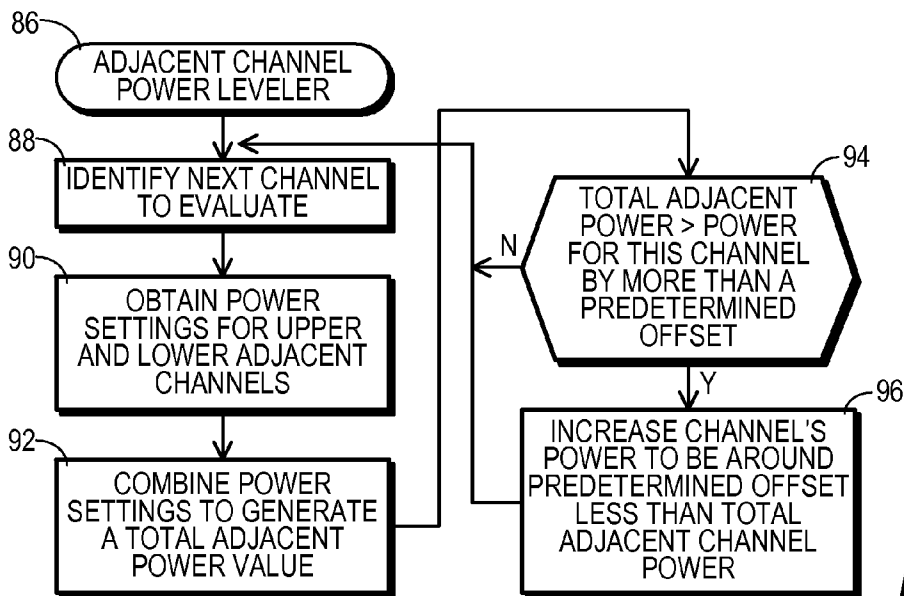 86
ADJACENT CHANNEL
POWER LEVELER
88
IDENTIFY NEXT CHANNEL
TO EVALUATE
90
OBTAIN POWER
SETTINGS FOR UPPER
AND LOWER ADJACENT
CHANNELS
92
COMBINE POWER
SETTINGS TO GENERATE
A TOTAL ADJACENT
POWER VALUE
94
TOTAL ADJACENT
POWER > POWER
FOR THIS CHANNEL
BY MORE THAN A
PREDETERMINED
OFFSET
N
Y
96
INCREASE CHANNEL'S
POWER TO BE AROUND
PREDETERMINED OFFSET
LESS THAN TOTAL
ADJACENT CHANNEL
POWER